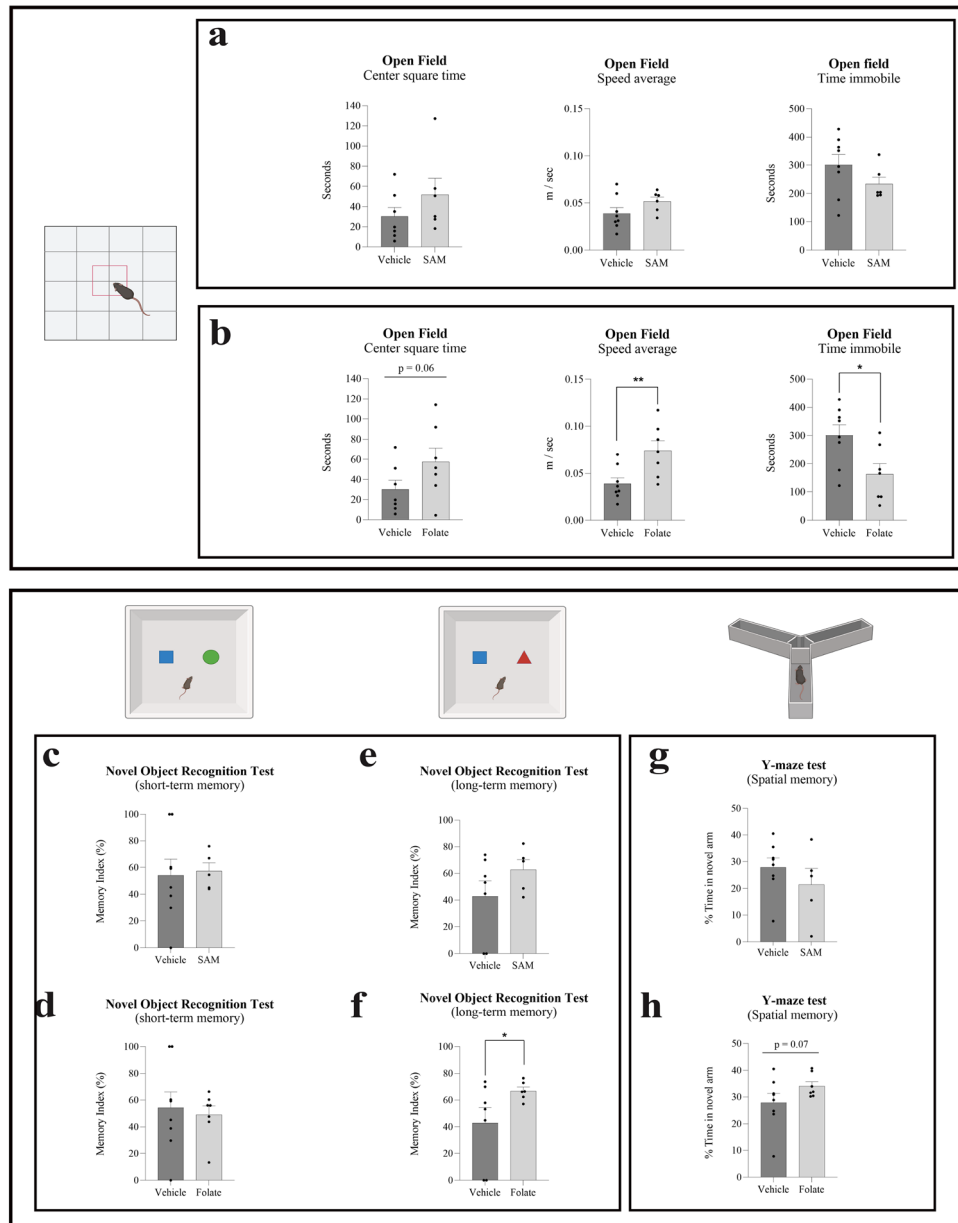 a
Open Field
Center square time
140
120
100
80
60
40
20
0
Seconds
Vehicle SAM
Open Field
Speed average
0.15
0.10
0.05
0.00
m / sec
Vehicle SAM
Open field
Time immobile
500
400
300
200
100
0
Seconds
Vehicle SAM
b
Open Field
Center square time
p = 0.06
140
120
100
80
60
40
20
0
Seconds
Vehicle Folate
Open Field
Speed average
**
0.15
0.10
0.05
0.00
m / sec
Vehicle Folate
Open Field
Time immobile
*
500
400
300
200
100
0
Seconds
Vehicle Folate
c
Novel Object Recognition Test
(short-term memory)
100
80
60
40
20
0
Memory Index (%)
Vehicle SAM
e
Novel Object Recognition Test
(long-term memory)
100
80
60
40
20
0
Memory Index (%)
Vehicle SAM
g
Y-maze test
(Spatial memory)
50
40
30
20
10
0
% Time in novel arm
Vehicle SAM
d
Novel Object Recognition Test
(short-term memory)
100
80
60
40
20
0
Memory Index (%)
Vehicle Folate
f
Novel Object Recognition Test
(long-term memory)
*
100
80
60
40
20
0
Memory Index (%)
Vehicle Folate
h
Y-maze test
(Spatial memory)
p = 0.07
50
40
30
20
10
0
% Time in novel arm
Vehicle Folate